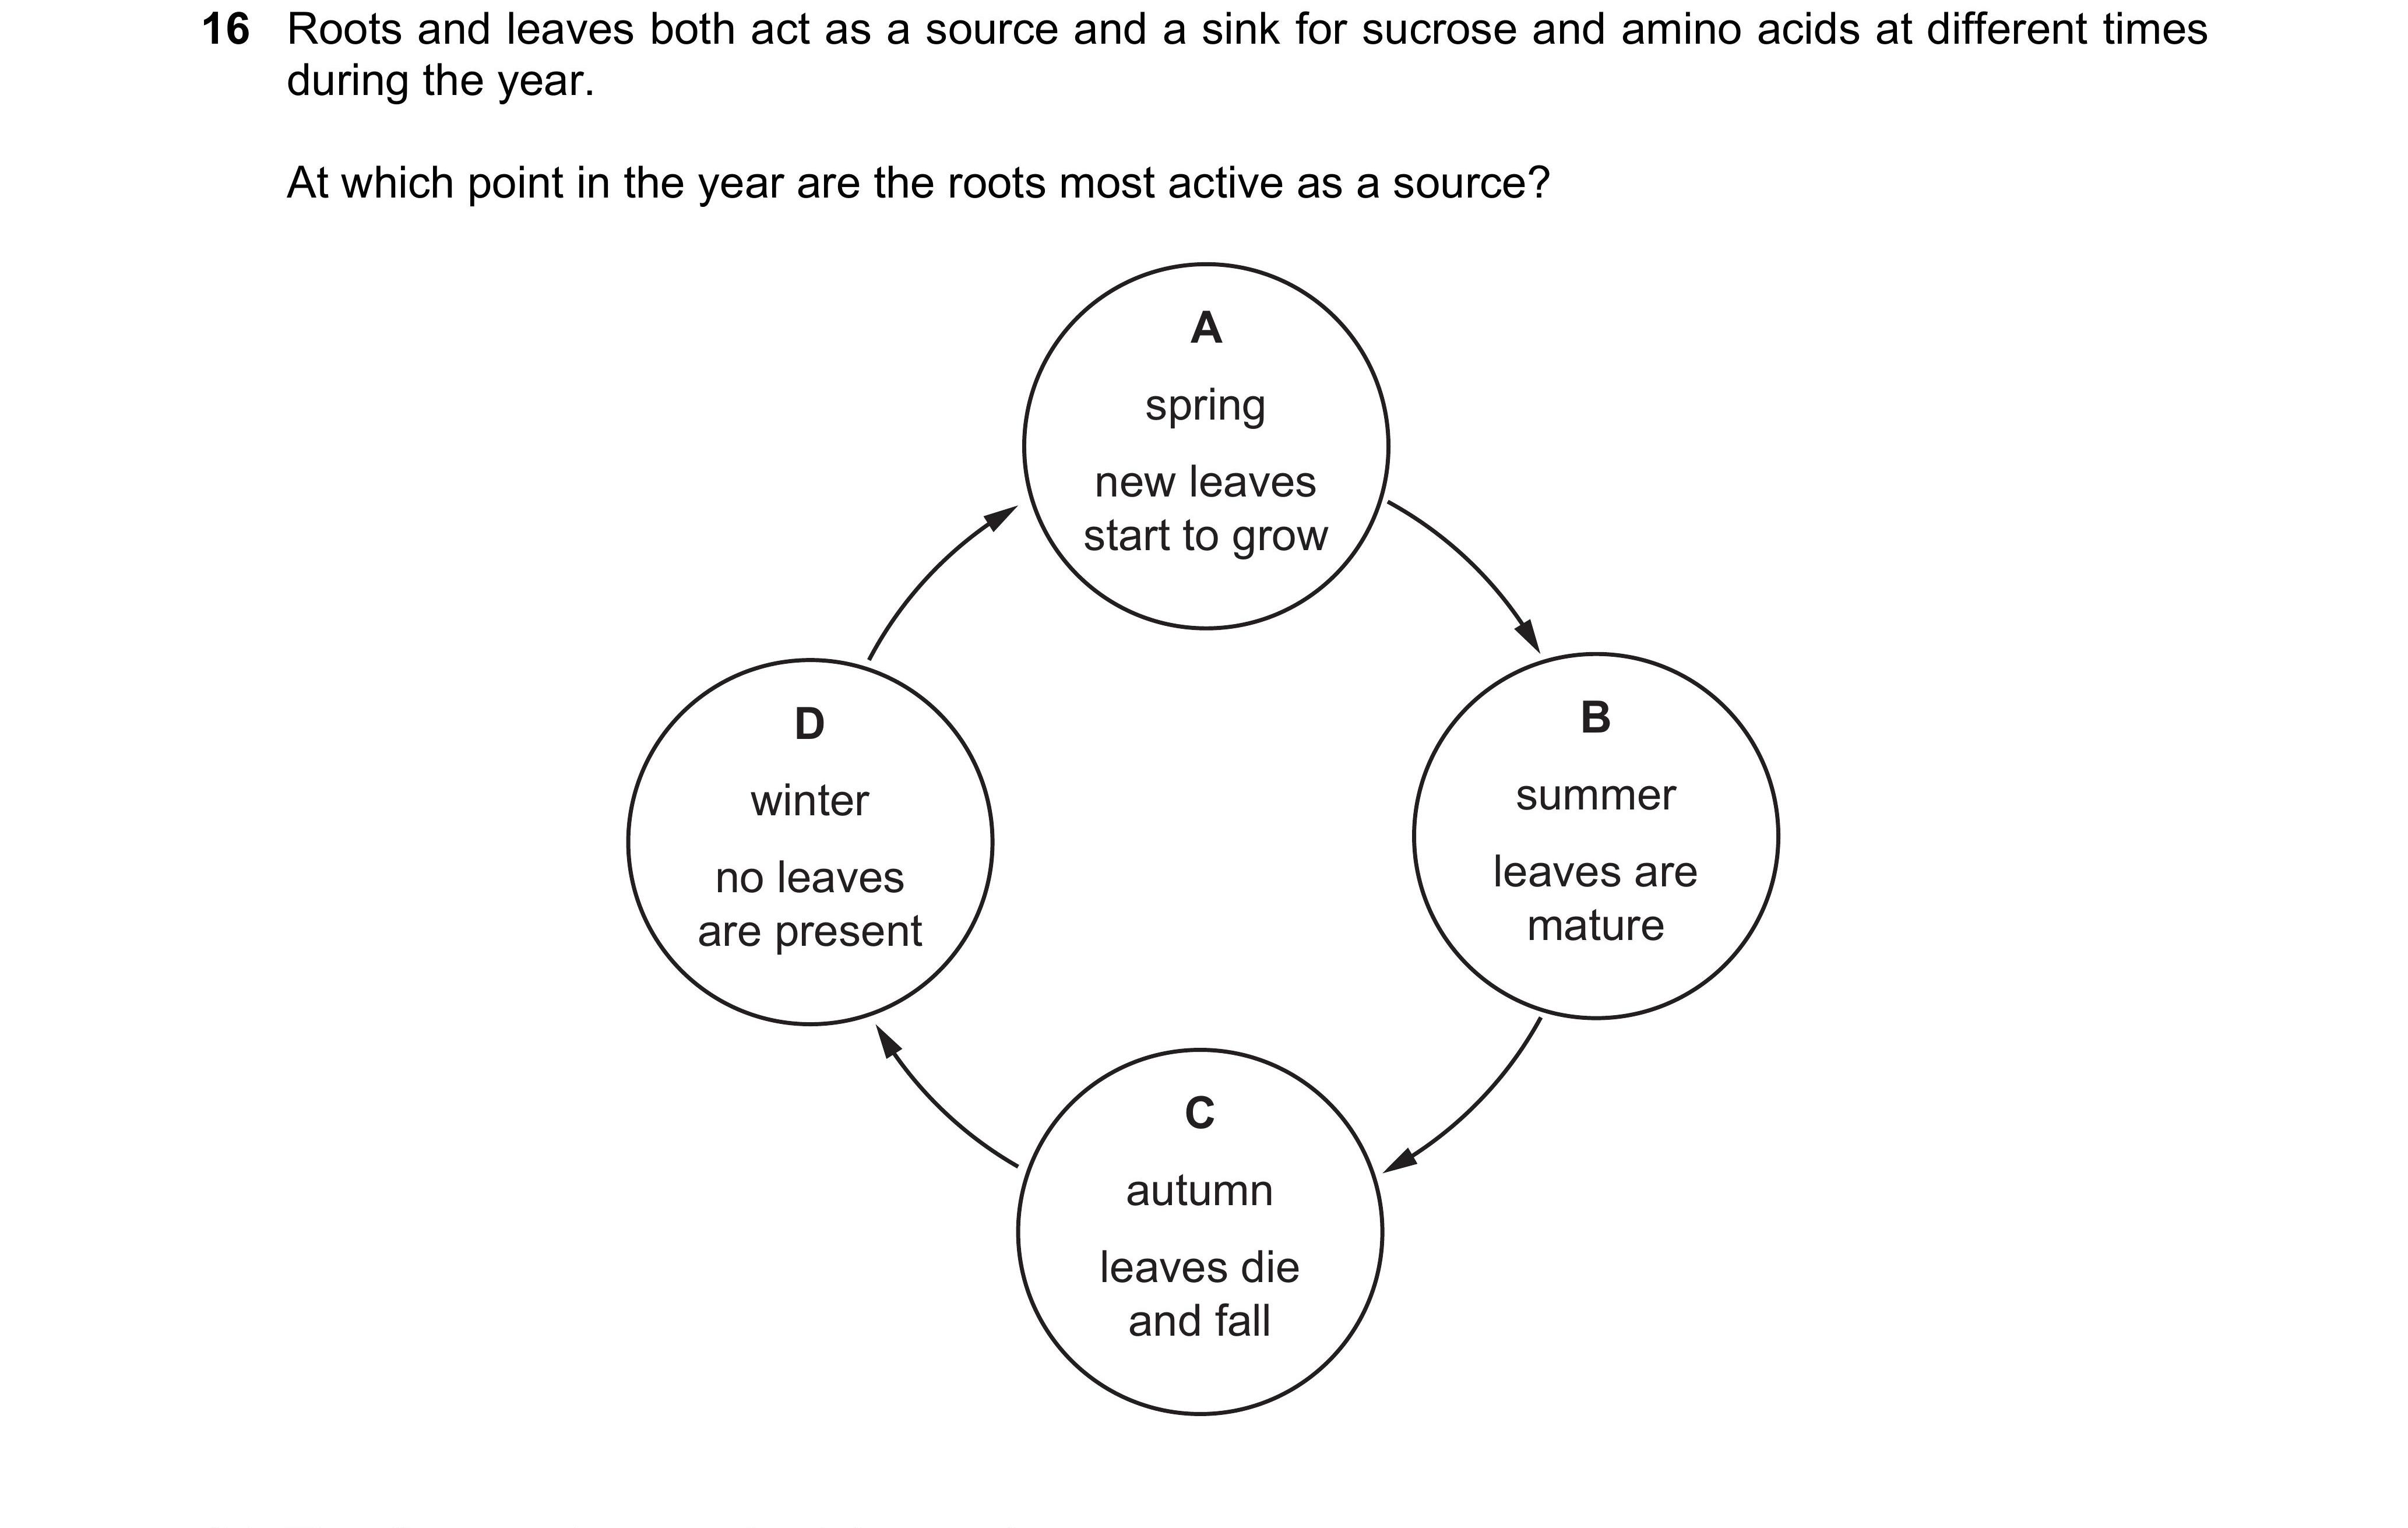 16 Roots and leaves both act as a source and a sink for sucrose and amino acids at different times
during the year.
At which point in the year are the roots most active as a source?
A
spring
new leaves
start to grow
B
summer
leaves are
mature
C
autumn
leaves die
and fall
D
winter
no leaves
are present